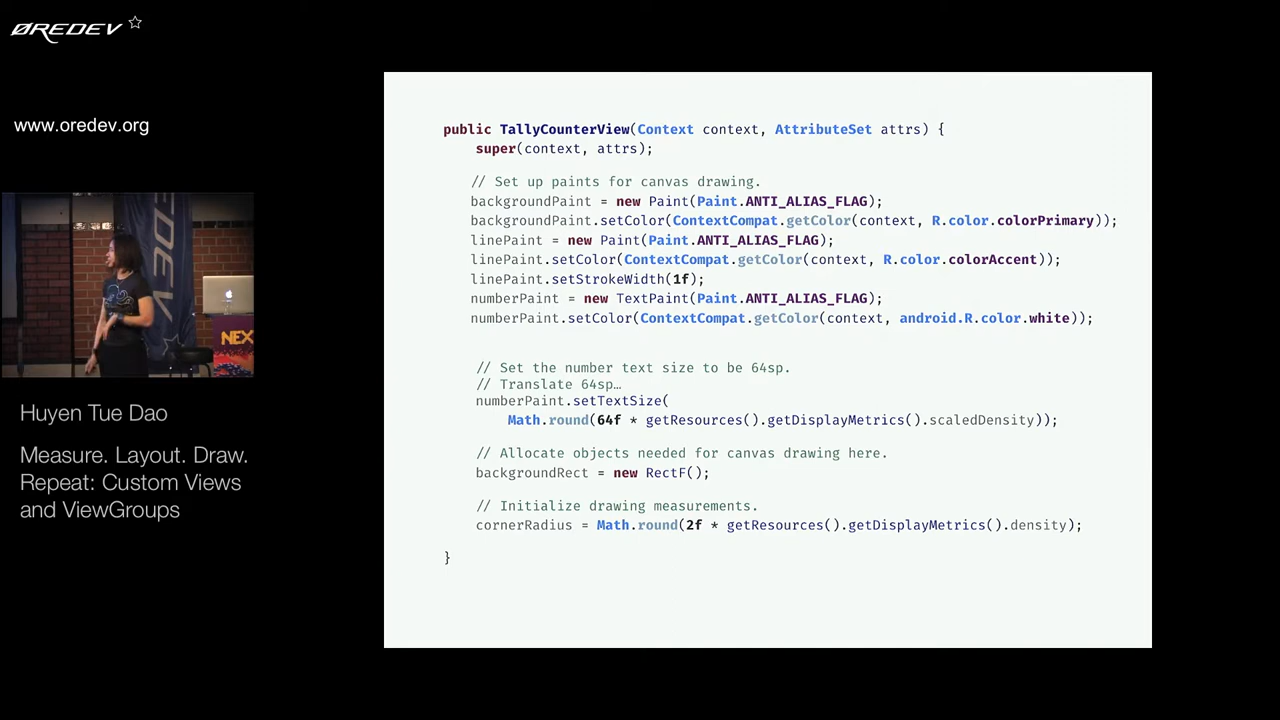 ØREDEV
www.oredev.org
EDEV
NEX
Huyen Tue Dao
Measure. Layout. Draw.
Repeat: Custom Views
and ViewGroups
public TallyCounterView(Context context, AttributeSet attrs) {
super(context, attrs);
// Set up paints for canvas drawing.
backgroundPaint = new Paint(Paint.ANTI_ALIAS_FLAG);
backgroundPaint.setColor(ContextCompat.getColor(context, R.color.colorPrimary));
linePaint = new Paint(Paint.ANTI_ALIAS_FLAG);
linePaint.setColor(ContextCompat.getColor(context, R.color.colorAccent));
linePaint.setStrokeWidth(1f);
numberPaint = new TextPaint(Paint.ANTI_ALIAS_FLAG);
numberPaint.setColor(ContextCompat.getColor(context, android.R.color.white));
// Set the number text size to be 64sp.
// Translate 64sp…
numberPaint.setTextSize(
Math.round(64f * getResources().getDisplayMetrics().scaledDensity));
// Allocate objects needed for canvas drawing here.
backgroundRect = new RectF();
// Initialize drawing measurements.
cornerRadius = Math.round(2f * getResources().getDisplayMetrics().density);
}